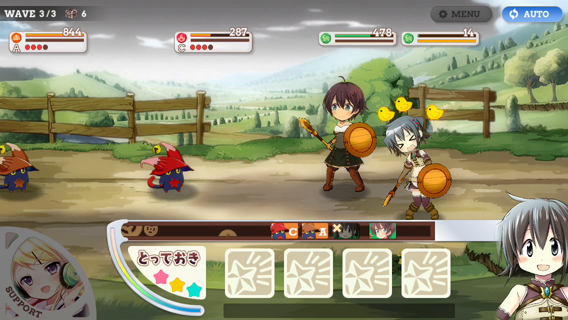 WAVE 3/3 6 MENU AUTO
844 287 478 14
A C
C A
とっておき
SUPPORT